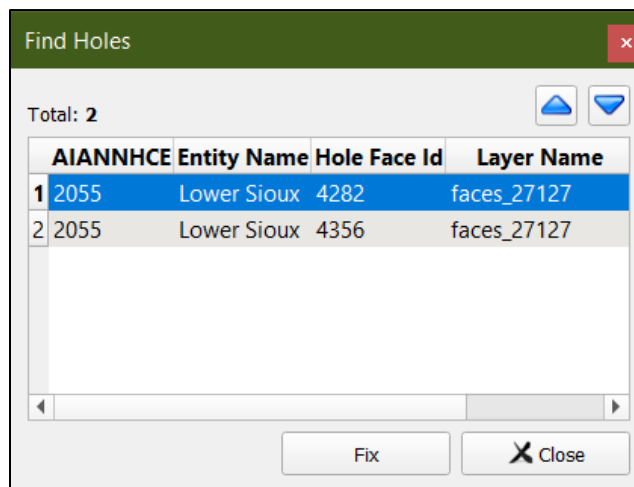 Find Holes
Total: 2
AIANNHCE Entity Name Hole Face Id Layer Name
1 2055 Lower Sioux 4282 faces_27127
2 2055 Lower Sioux 4356 faces_27127
Fix Close